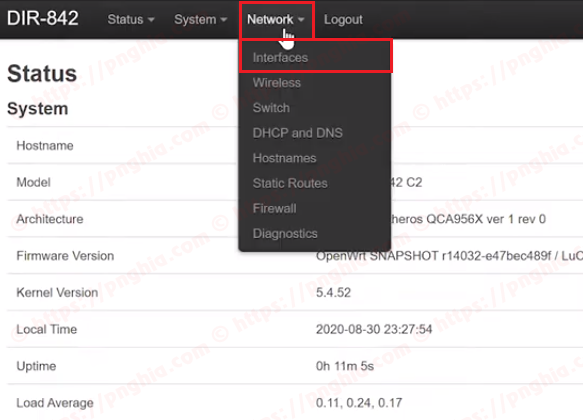 DIR-842 Status System Network Logout
Interfaces
Wireless
Switch
DHCP and DNS
Hostnames
Static Routes
Firewall
Diagnostics
Status
System
Hostname
Model 42 C2
Architecture heros QCA956X ver 1 rev 0
Firmware Version OpenWrt SNAPSHOT r14032-e47bec489f / LuC
Kernel Version 5.4.52
Local Time 2020-08-30 23:27:54
Uptime 0h 11m 5s
Load Average 0.11, 0.24, 0.17
© https://pnghia.com